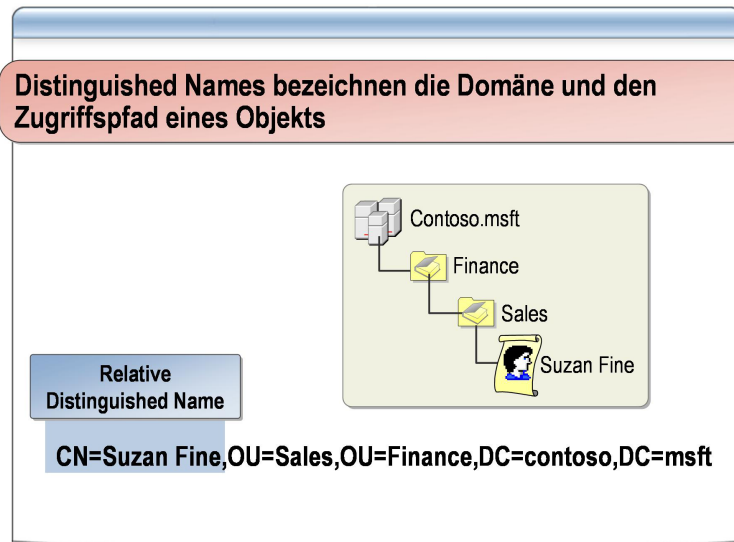 Distinguished Names bezeichnen die Domäne und den
Zugriffspfad eines Objekts
Contoso.msft
Finance
Sales
Suzan Fine
Relative
Distinguished Name
CN=Suzan Fine,OU=Sales,OU=Finance,DC=contoso,DC=msft